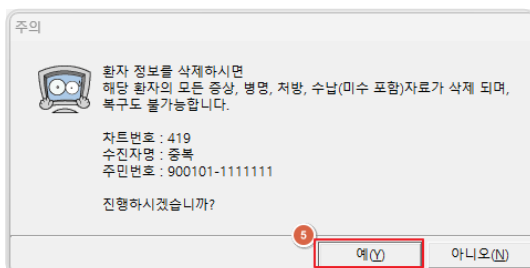 주의
환자 정보를 삭제하시면
해당 환자의 모든 증상, 병명, 처방, 수납(미수 포함)자료가 삭제 되며,
복구도 불가능합니다.
차트번호 : 419
수진자명 : 중복
주민번호 : 900101-1111111
진행하시겠습니까?
5
예(Y) 아니오(N)